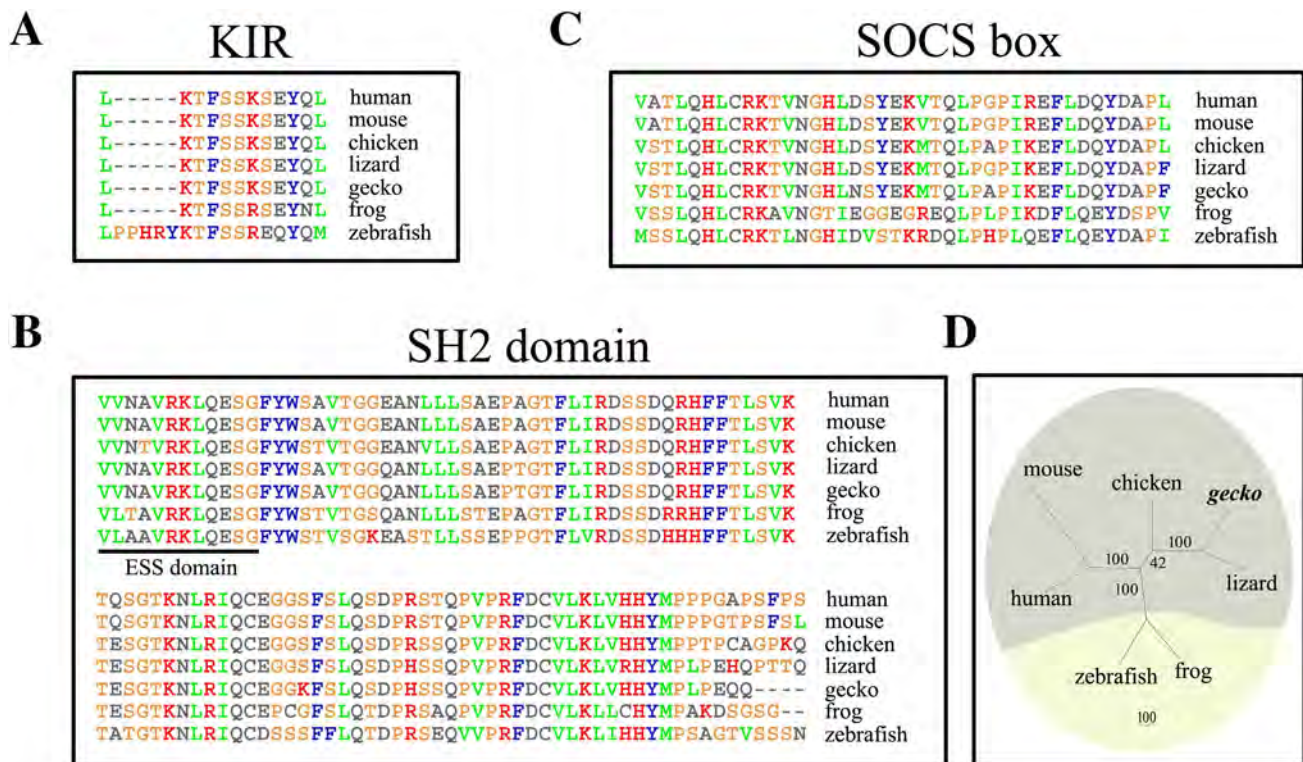 A
KIR
L-----KTFSSKSEYQL human
L-----KTFSSKSEYQL mouse
L-----KTFSSKSEYQL chicken
L-----KTFSSKSEYQL lizard
L-----KTFSSKSEYQL gecko
L-----KTFSSRSEYNL frog
LPPHRYKTFSSREQYQM zebrafish
C
SOCS box
VATLQHLCRKTVNGHLDSYEKVTQLPGPIREFLDQYDAPL human
VATLQHLCRKTVNGHLDSYEKVTQLPGPIREFLDQYDAPL mouse
VSTLQHLCRKTVNGHLDSYEKMTQLPAPIKEFLDQYDAPL chicken
VSTLQHLCRKTVNGHLDSYEKMTQLPAPIKEFLDQYDAPF lizard
VSTLQHLCRKTVNGHLNSYEKMTQLPAPIKEFLDQYDAPF gecko
VSSLQHLCRKAVNGTIEGGEGREQLPLPIKDFLQEYDSPV frog
MSSLQHLCRKTLNGHIDVSTKRDQLPHPLQEFLQEYDAPI zebrafish
B
SH2 domain
VVNAVRKLQESGFYWSAVTGGEANLLLSAEPAGTFLIRDSSDQRHFFTLSVK human
VVNAVRKLQESGFYWSAVTGGEANLLLSAEPAGTFLIRDSSDQRHFFTLSVK mouse
VVNTVRKLQESGFYWSTVTGGEANVLLSAEPAGTFLIRDSSDQRHFFTLSVK chicken
VVNAVRKLQESGFYWSAVTGGQANLLLSAEPTGTFLIRDSSDQRHFFTLSVK lizard
VVNAVRKLQESGFYWSAVTGGQANLLLSAEPTGTFLIRDSSDQRHFFTLSVK gecko
VLTAVRKLQESGFYWSTVTGSQANLLLSTEPAGTFLIRDSSDRRHFFTLSVK frog
VLAAVRKLQESGFYWSTVSGKEASTLLSSEPPGTFLVRDSSDHHHFFTLSVK zebrafish
ESS domain
TQSGTKNLRIQCEGGSFSLQSDPRSTQPVPRFDCVLKLVHHYMPPPGAPSFPS human
TQSGTKNLRIQCEGGSFSLQSDPRSTQPVPRFDCVLKLVHHYMPPPGTPSFSL mouse
TESGTKNLRIQCEGGSFSLQSDPRSTQPVPRFDCVLKLVHHYMPPTPCAGPKQ chicken
TESGTKNLRIQCEGGSFSLQSDPHSSQPVPRFDCVLKLVRHYMPLPEHQPTTQ lizard
TESGTKNLRIQCEGGKFSLQSDPHSSQPVPRFDCVLKLVHHYMPLPEQQ---- gecko
TESGTKNLRIQCEPCGFSLQTDPRSAQPVPRFDCVLKLLCHYMPAKDSGSG-- frog
TATGTKNLRIQCDSSSFFLQTDPRSEQVVPRFDCVLKLIHHYMPSAGTVSSSN zebrafish
D
mouse
chicken
gecko
100
100
42
100
human
lizard
zebrafish
frog
100